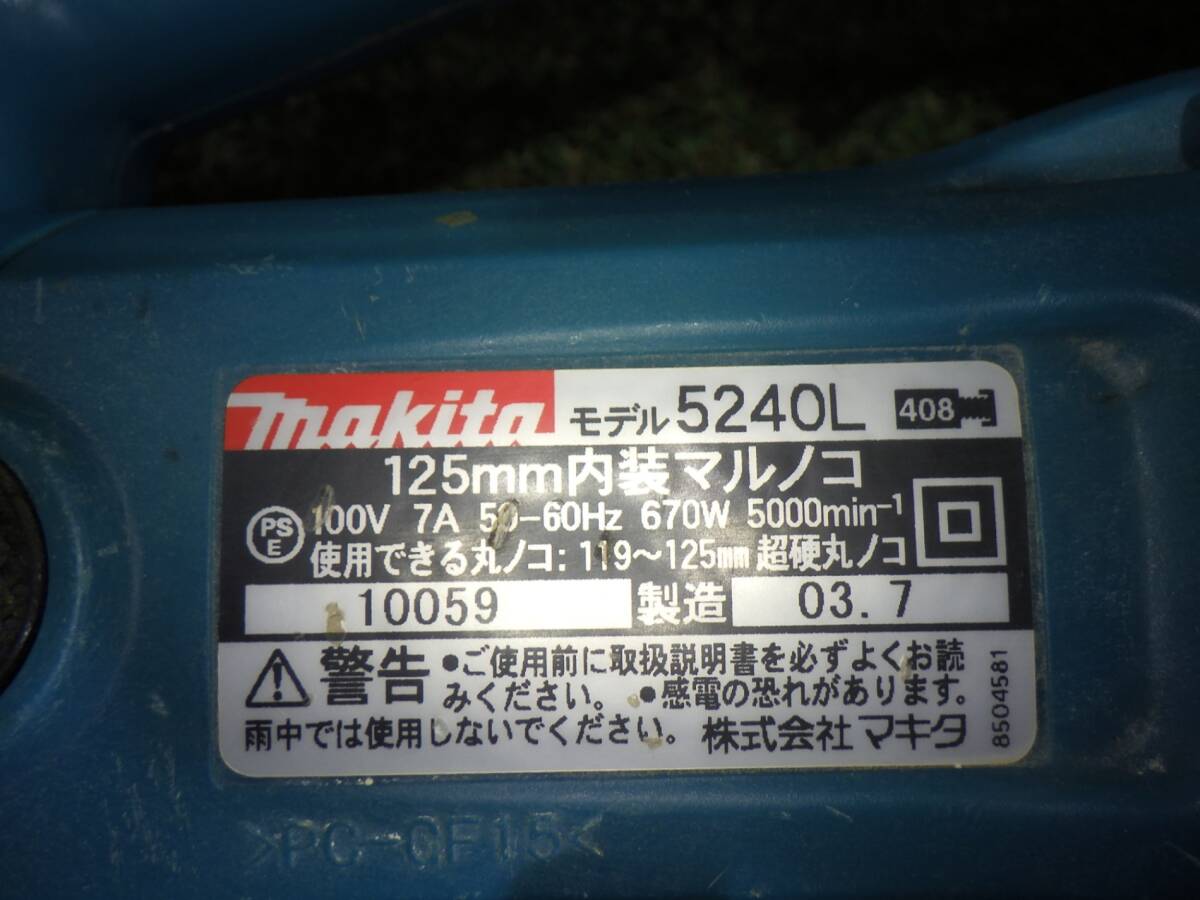 makita モデル 5240L 408
125mm内装マルノコ
PS E 100V 7A 50-60Hz 670W 5000min-1
使用できる丸ノコ: 119～125mm 超硬丸ノコ
10059 製造 03.7
警告 ●ご使用前に取扱説明書を必ずよくお読
みください。 ●感電の恐れがあります。
雨中では使用しないでください。 株式会社マキタ
8504581
>PC-GF15<